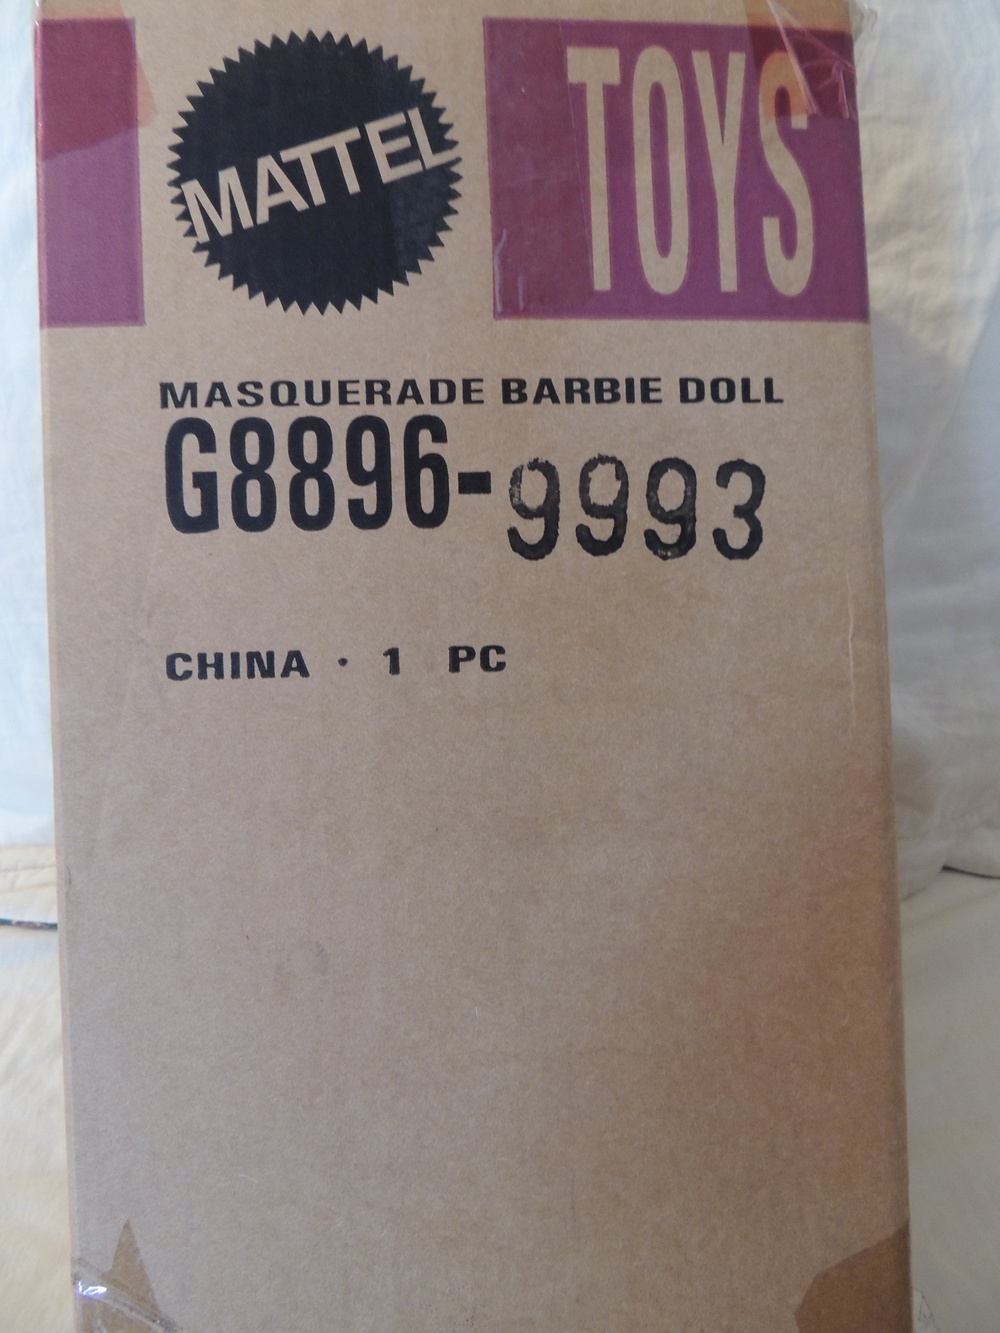 MATTEL
TOYS
MASQUERADE BARBIE DOLL
G8896-9993
CHINA · 1 PC